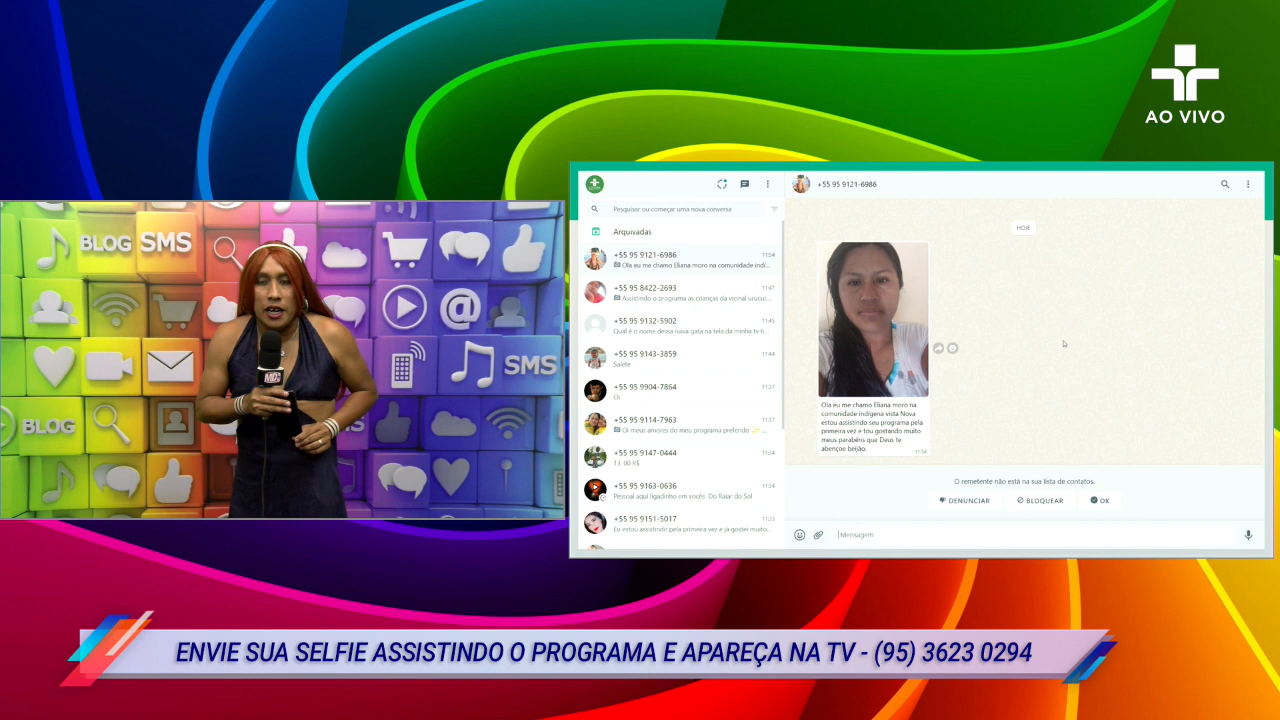 AO VIVO
BLOG
SMS
SMS
BLOG
+55 95 9121-6986
Pesquisar ou começar uma nova conversa
Arquivadas
+55 95 9121-6986
11:54
Ola eu me chamo Eliana moro na comunidade indí...
+55 95 8422-2693
11:47
Assistindo o programa as crianças da vicinal urucur...
+55 95 9132-5902
11:45
Qual é o nome dessa ruiva gata na tela da minha tv h...
+55 95 9143-3859
11:44
Salete
+55 95 9904-7864
11:37
Oi
+55 95 9114-7963
11:37
Oi meus amores do meu programa preferido ✨ ...
+55 95 9147-0444
11:34
13, 00 R$
+55 95 9163-0636
11:34
Pessoal aqui ligadinho em vocês Do Raiar do Sol
+55 95 9151-5017
11:33
Eu estou assistindo pela primeira vez e já gostei muito...
HOJE
Ola eu me chamo Eliana moro na
comunidade indígena vista Nova
estou assistindo seu programa pela
primeira vez e tou gostando muito
meus parabéns que Deus te
abençoe beijão.
11:54
O remetente não está na sua lista de contatos.
DENUNCIAR
BLOQUEAR
OK
Mensagem
ENVIE SUA SELFIE ASSISTINDO O PROGRAMA E APAREÇA NA TV - (95) 3623 0294